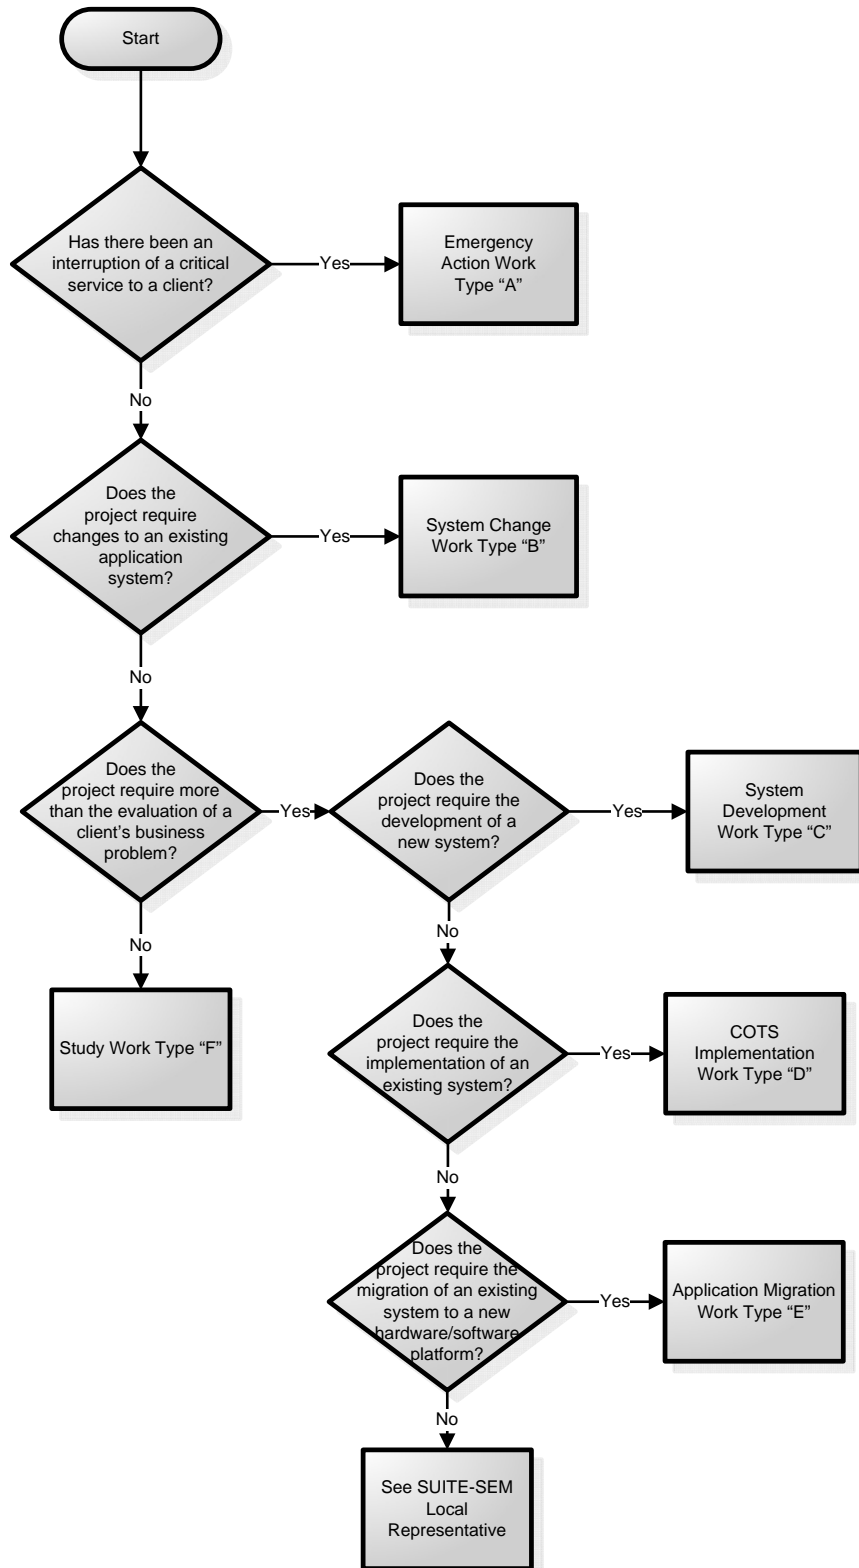 Start
Has there been an
interruption of a critical
service to a client?
Yes
Emergency
Action Work
Type “A”
No
Does the
project require
changes to an existing
application
system?
Yes
System Change
Work Type “B”
No
Does the
project require more
than the evaluation of a
client’s business
problem?
Yes
Does the
project require the
development of a
new system?
Yes
System
Development
Work Type “C”
No
Study Work Type “F”
No
Does the
project require the
implementation of an
existing system?
Yes
COTS
Implementation
Work Type “D”
No
Does the
project require the
migration of an existing
system to a new
hardware/software
platform?
Yes
Application Migration
Work Type “E”
No
See SUITE-SEM
Local
Representative